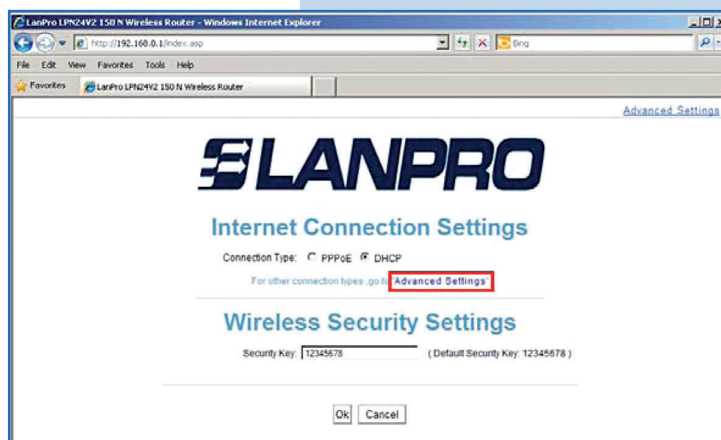 LanPro LPN24V2 150 N Wireless Router - Windows Internet Explorer
http://192.168.0.1/index.asp
Bing
File Edit View Favorites Tools Help
Favorites LanPro LPN24V2 150 N Wireless Router
Advanced Settings
LANPRO
Internet Connection Settings
Connection Type: PPPoE DHCP
For other connection types ,go to 'Advanced Settings'
Wireless Security Settings
Security Key: 12345678 ( Default Security Key: 12345678 )
Ok Cancel